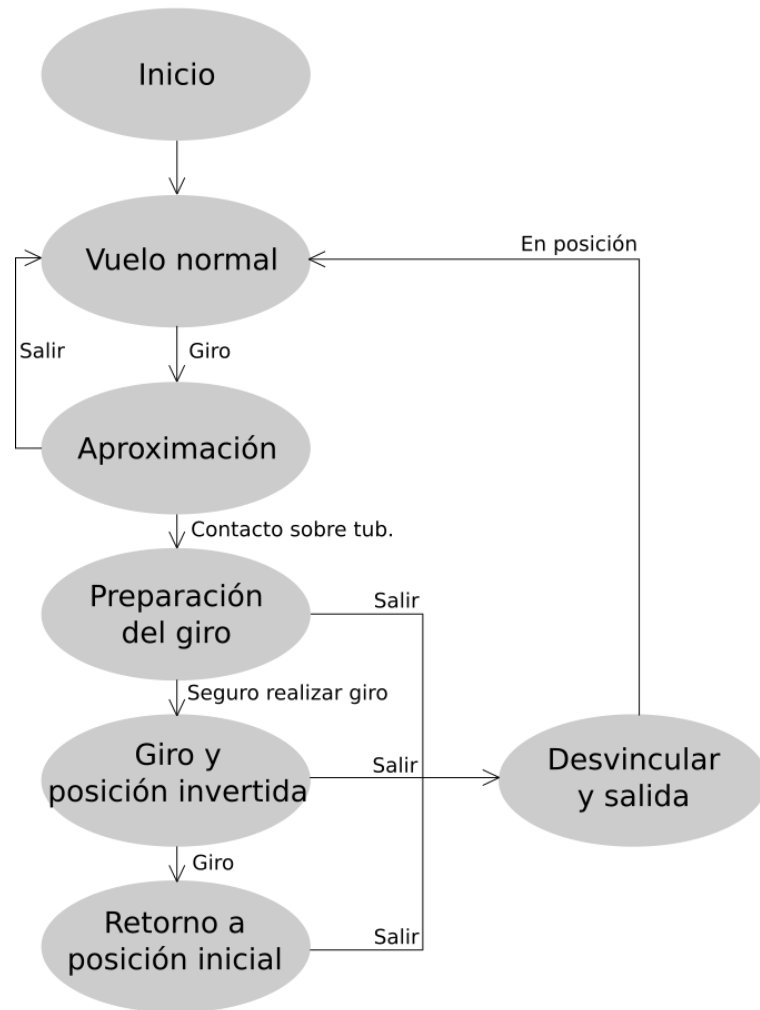 Inicio
Vuelo normal
En posición
Salir
Giro
Aproximación
Contacto sobre tub.
Preparación
del giro
Salir
Seguro realizar giro
Giro y
posición invertida
Salir
Desvincular
y salida
Giro
Retorno a
posición inicial
Salir